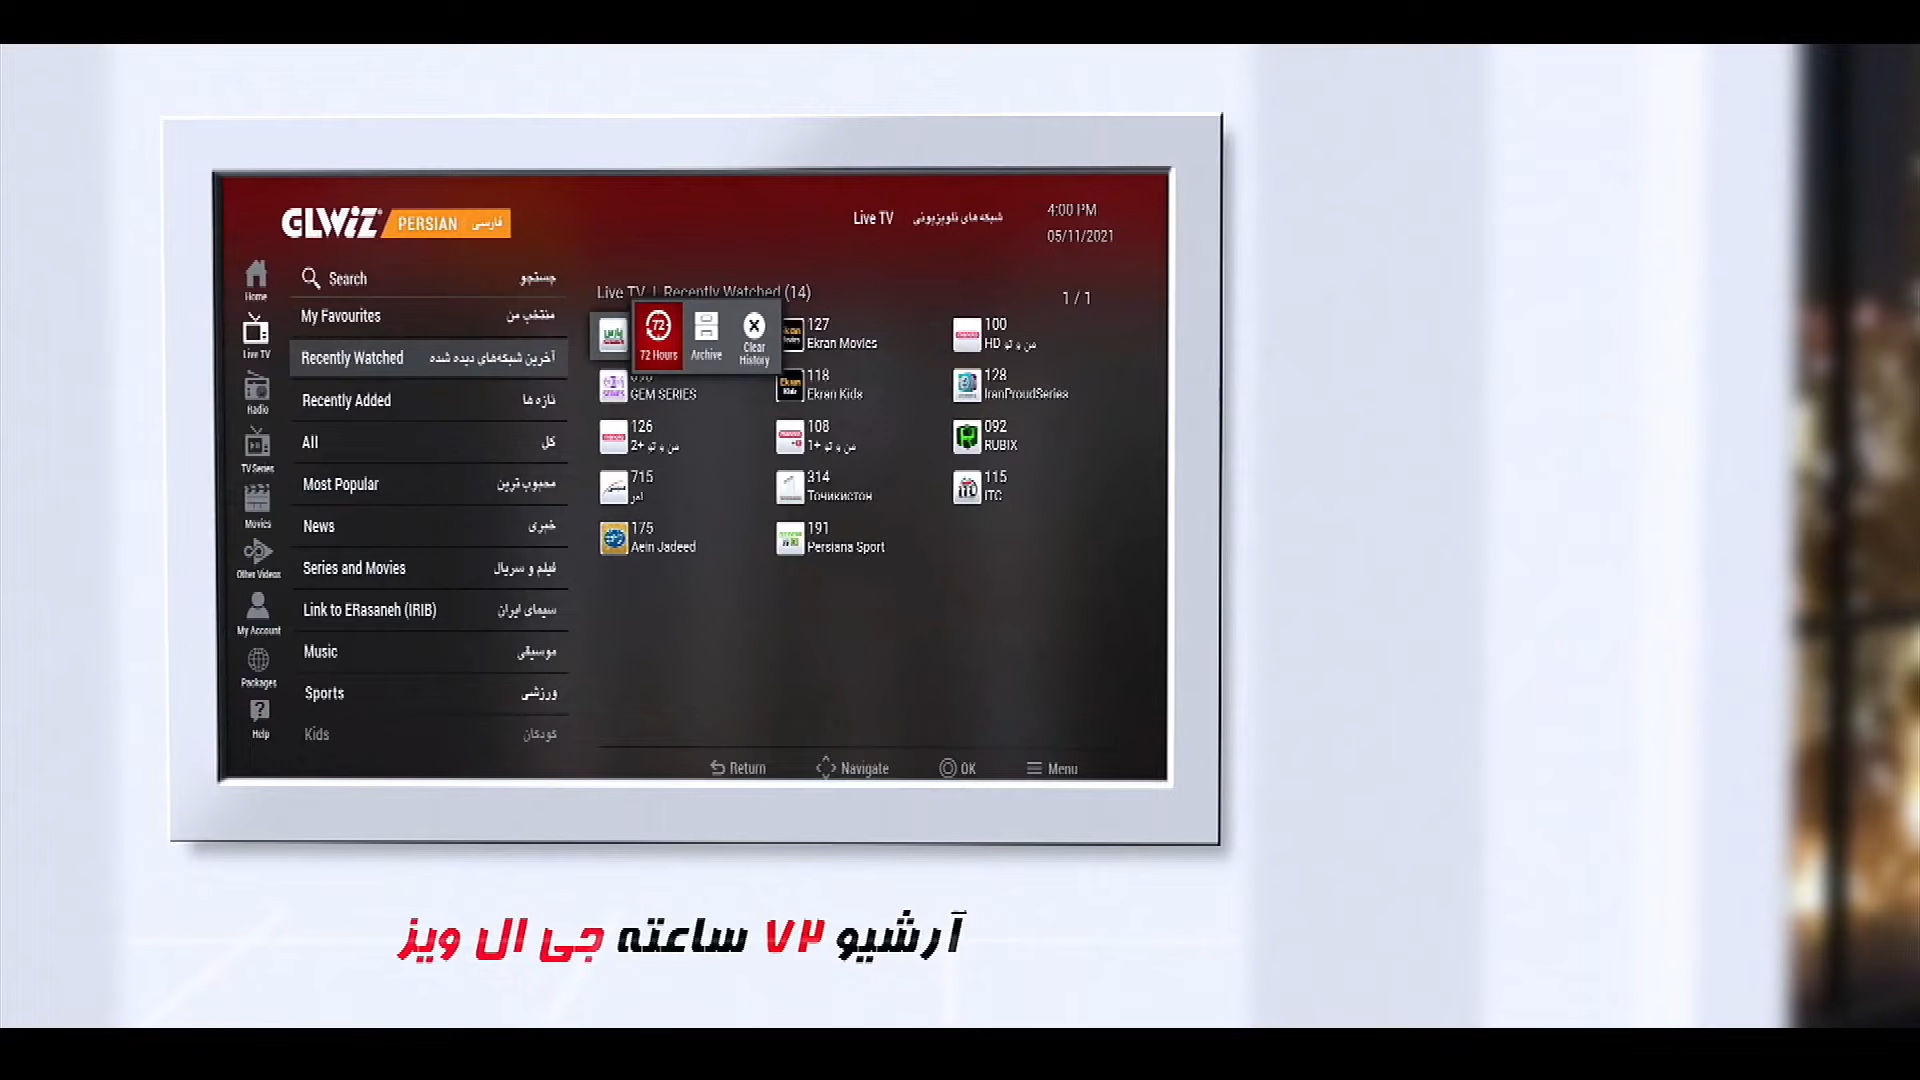 GLWiZ PERSIAN فارسی
Live TV شبکه های تلویزیونی
4:00 PM
05/11/2021
Home
Live TV
Radio
TV Series
Movies
Other Videos
My Account
Packages
Help
Search جستجو
My Favourites منتخب من
Recently Watched آخرین شبکه‌های دیده شده
Recently Added تازه ها
All کل
Most Popular محبوب ترین
News خبری
Series and Movies فیلم و سریال
Link to ERasaneh (IRIB) سیمای ایران
Music موسیقی
Sports ورزشی
Kids کودکان
Live TV | Recently Watched (14)
1 / 1
72 Hours
Archive
Clear History
127
Ekran Movies
100
من و تو HD
GEM SERIES
118
Ekran Kids
128
IranProudSeries
126
من و تو +2
108
من و تو +1
092
RUBIX
715
لمر
314
Точикистон
115
ITC
175
Aein Jadeed
191
Persiana Sport
Return
Navigate
OK
Menu
آرشیو ۷۲ ساعته جی ال ویز